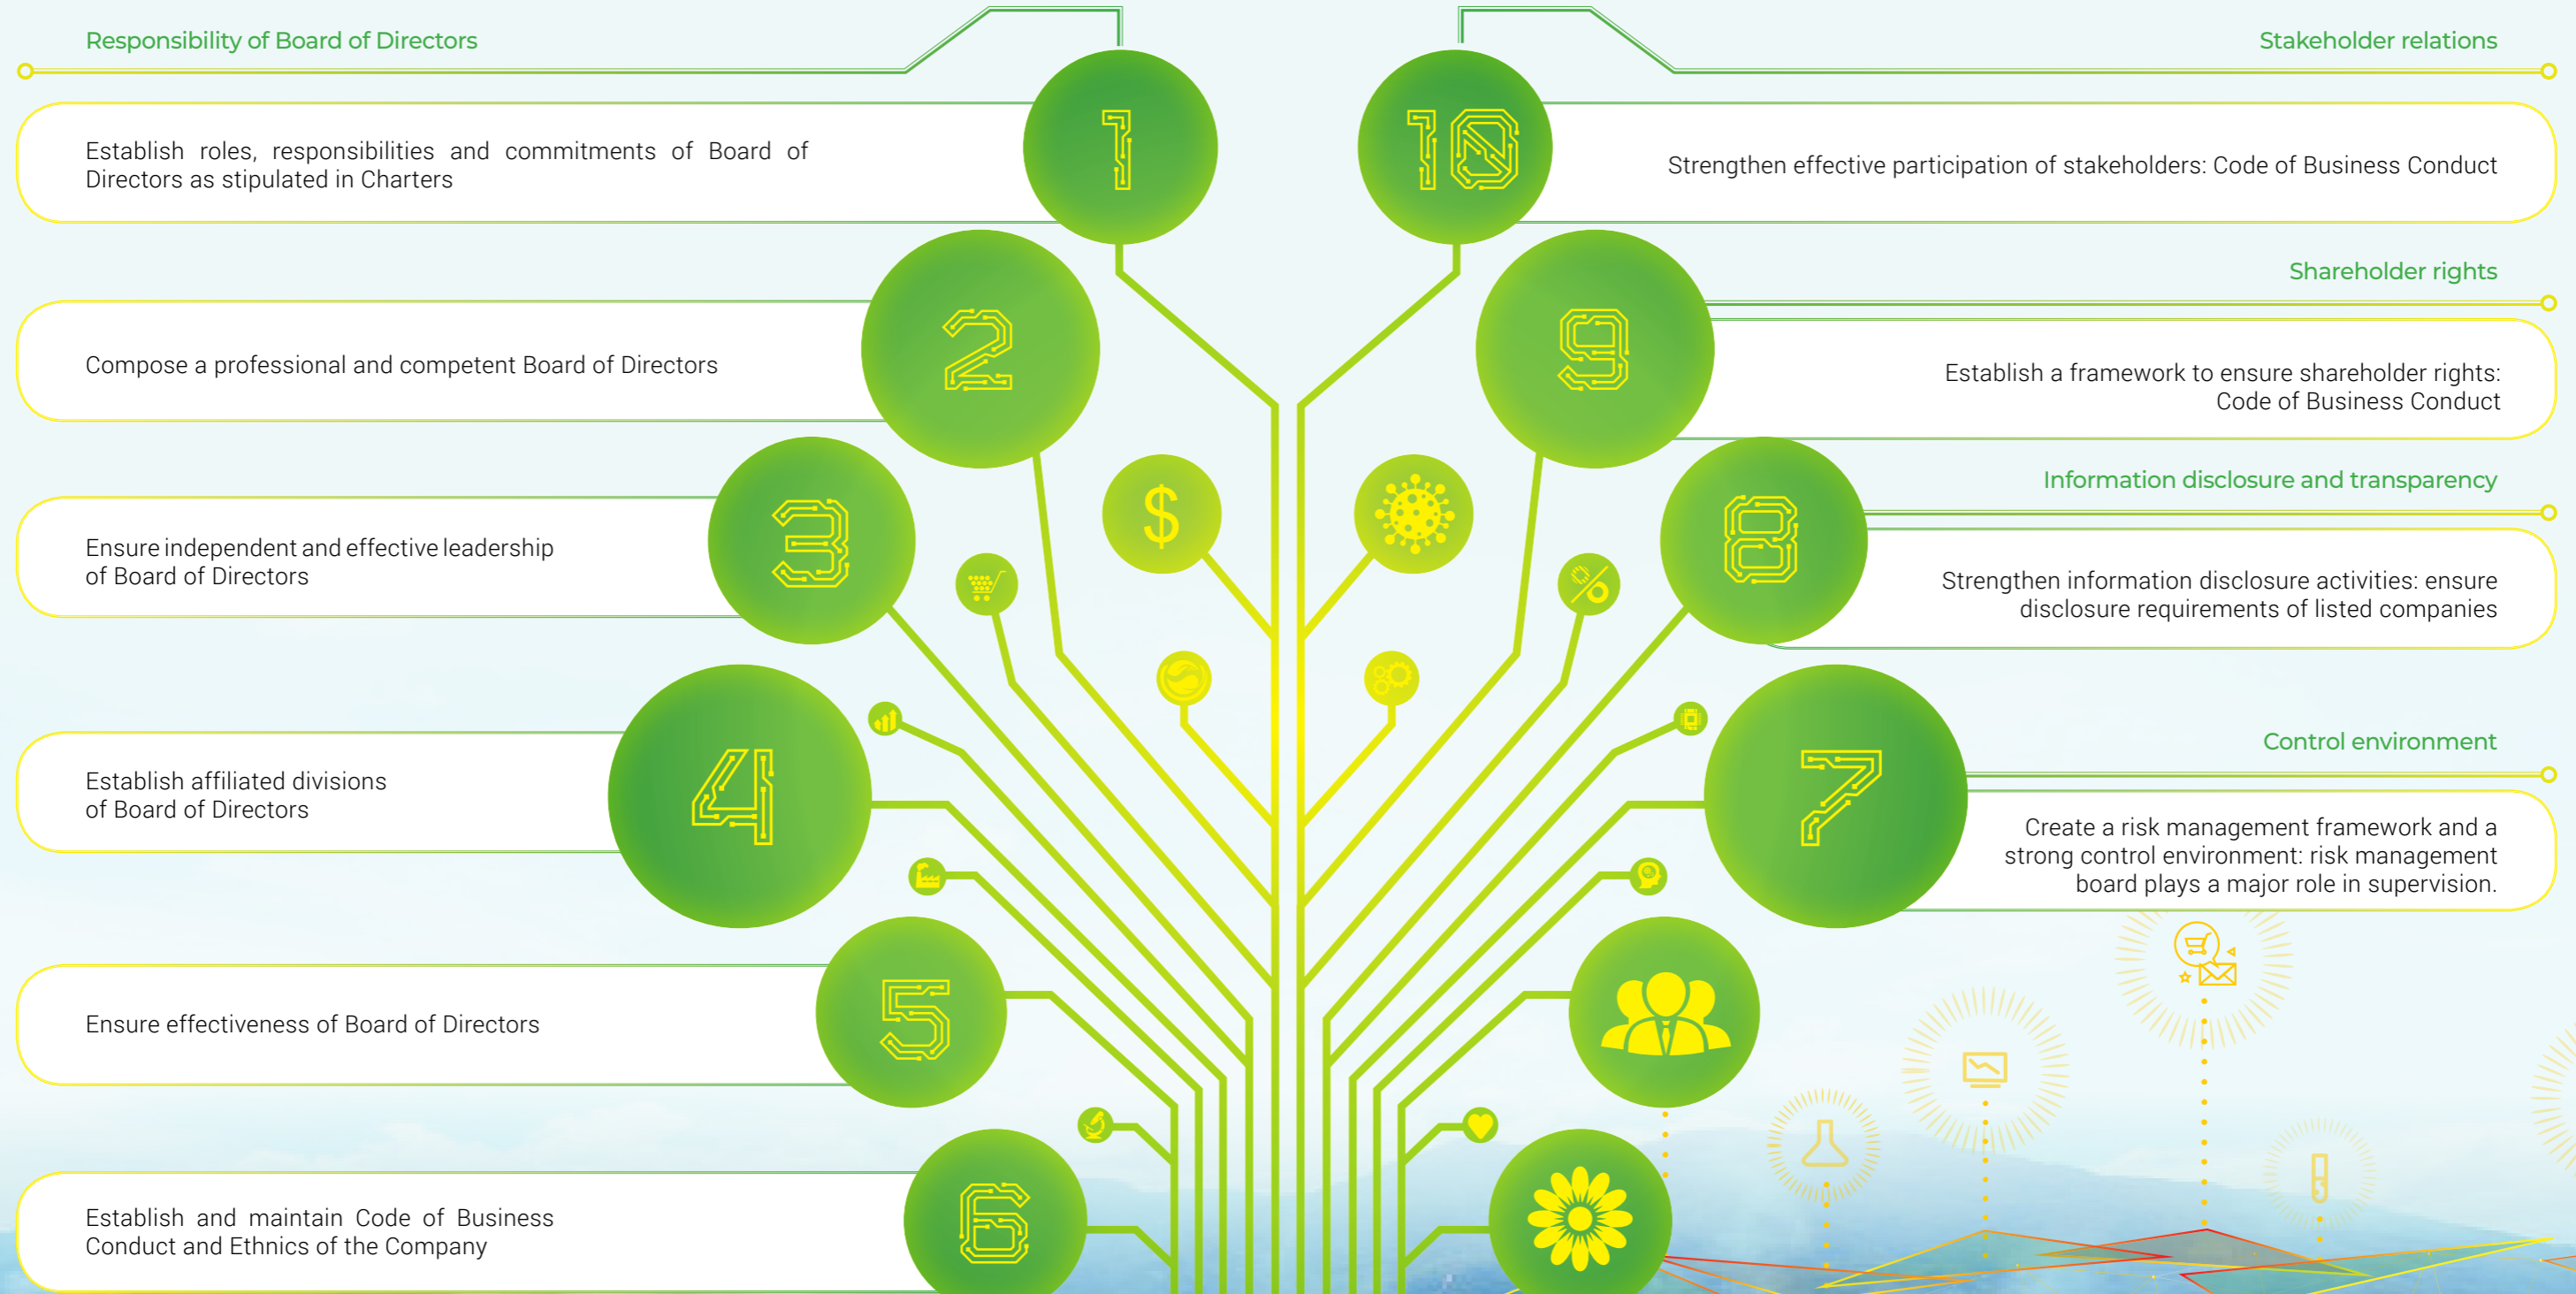 Responsibility of Board of Directors
1
Establish roles, responsibilities and commitments of Board of
Directors as stipulated in Charters
2
Compose a professional and competent Board of Directors
3
Ensure independent and effective leadership
of Board of Directors
4
Establish affiliated divisions
of Board of Directors
5
Ensure effectiveness of Board of Directors
6
Establish and maintain Code of Business
Conduct and Ethnics of the Company
Stakeholder relations
10
Strengthen effective participation of stakeholders: Code of Business Conduct
Shareholder rights
9
Establish a framework to ensure shareholder rights:
Code of Business Conduct
Information disclosure and transparency
8
Strengthen information disclosure activities: ensure
disclosure requirements of listed companies
Control environment
7
Create a risk management framework and a
strong control environment: risk management
board plays a major role in supervision.
$
%